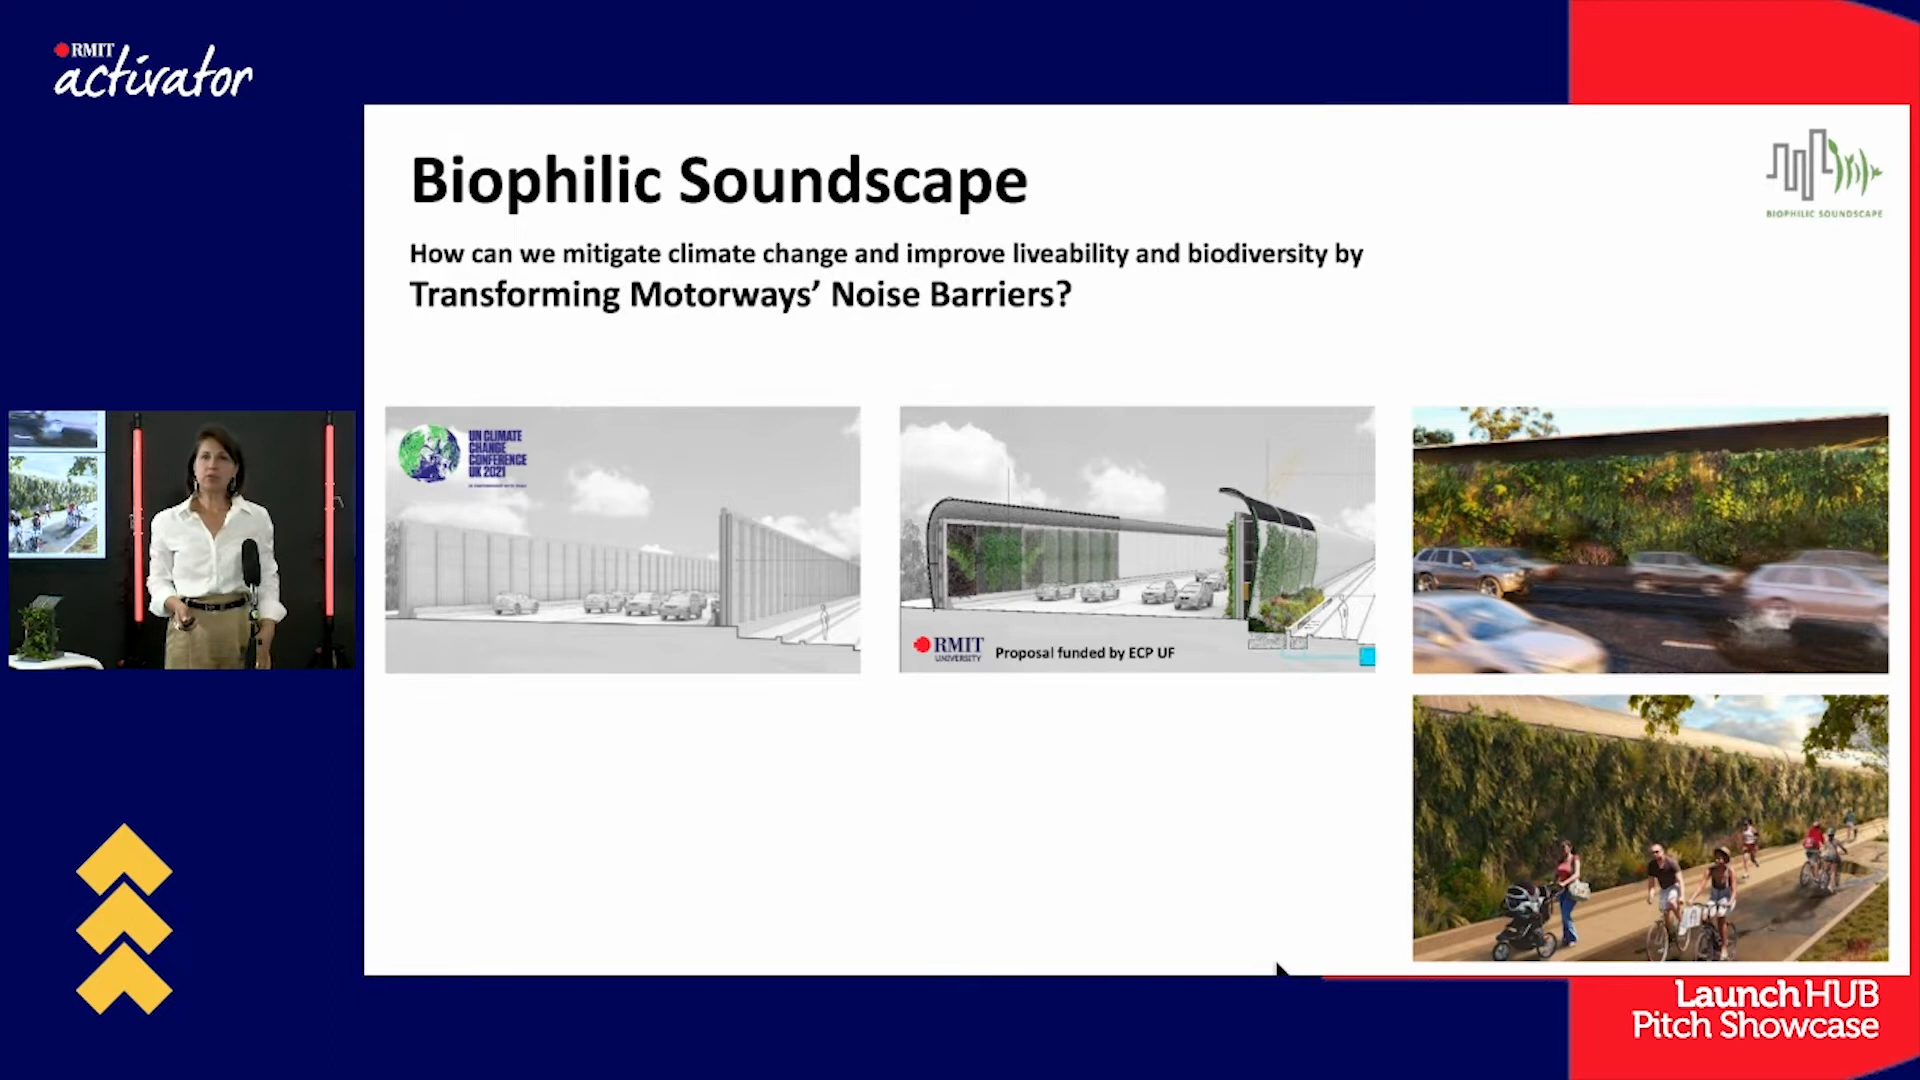 RMIT
activator
Biophilic Soundscape
BIOPHILIC SOUNDSCAPE
How can we mitigate climate change and improve liveability and biodiversity by
Transforming Motorways’ Noise Barriers?
UN CLIMATE
CHANGE
CONFERENCE
UK 2021
RMIT
UNIVERSITY
Proposal funded by ECP UF
Launch HUB
Pitch Showcase